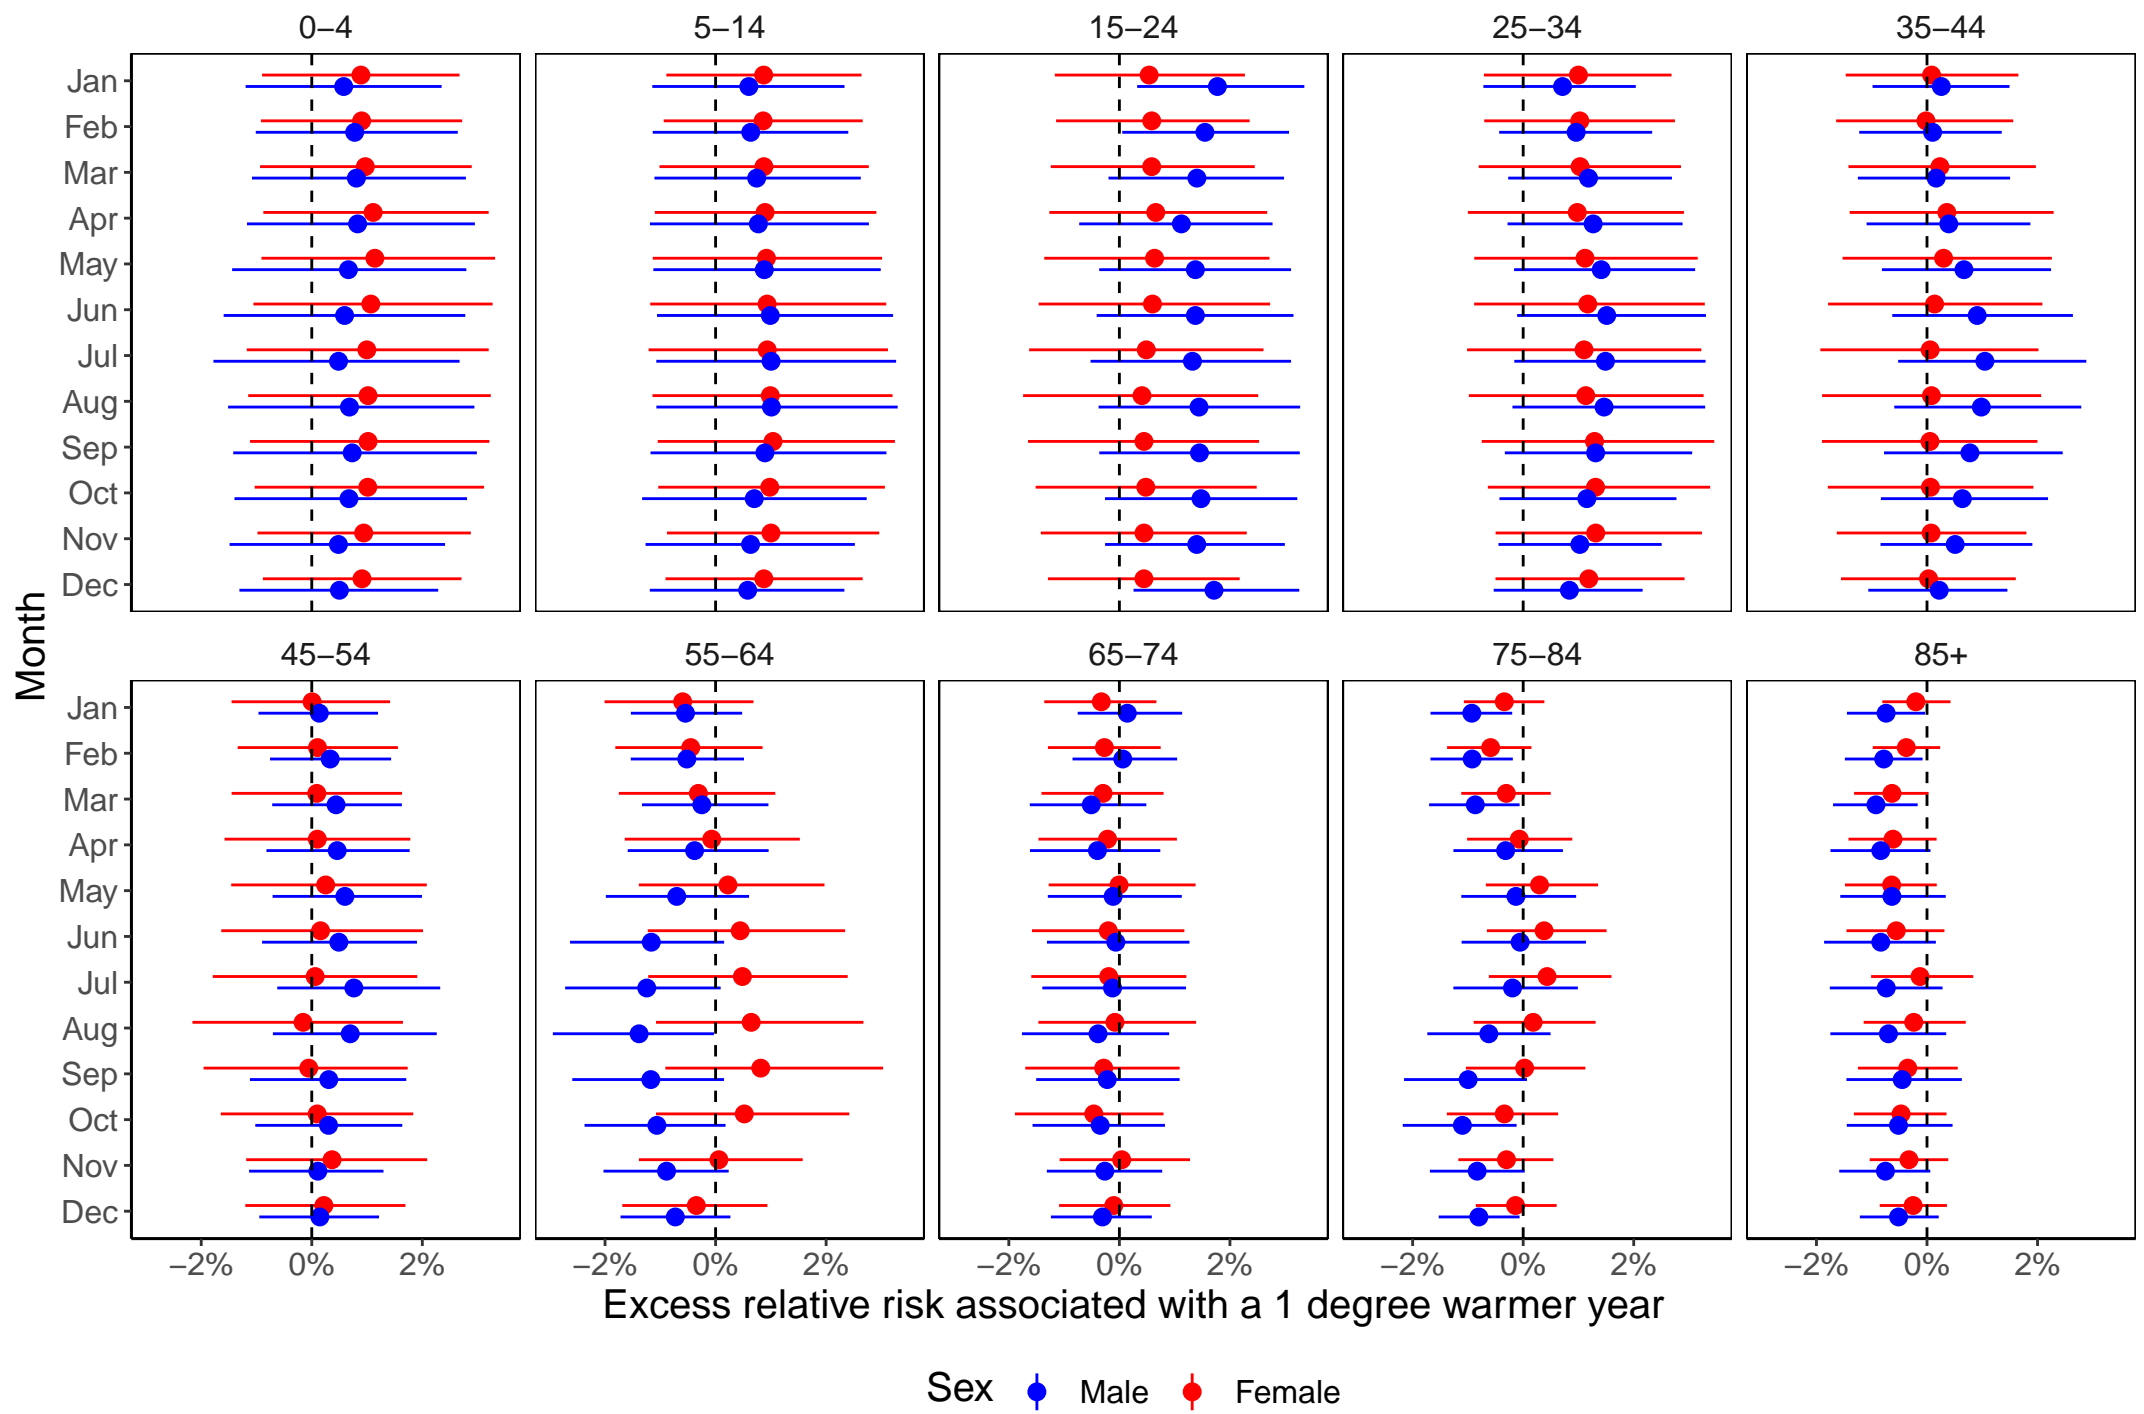 0–4 5–14 15–24 25–34 35–44
Jan
Feb
Mar
Apr
May
Jun
Jul
Aug
Sep
Oct
Nov
Dec
Month
45–54 55–64 65–74 75–84 85+
Jan
Feb
Mar
Apr
May
Jun
Jul
Aug
Sep
Oct
Nov
Dec
−2% 0% 2% −2% 0% 2% −2% 0% 2% −2% 0% 2% −2% 0% 2%
Excess relative risk associated with a 1 degree warmer year
Sex Male Female